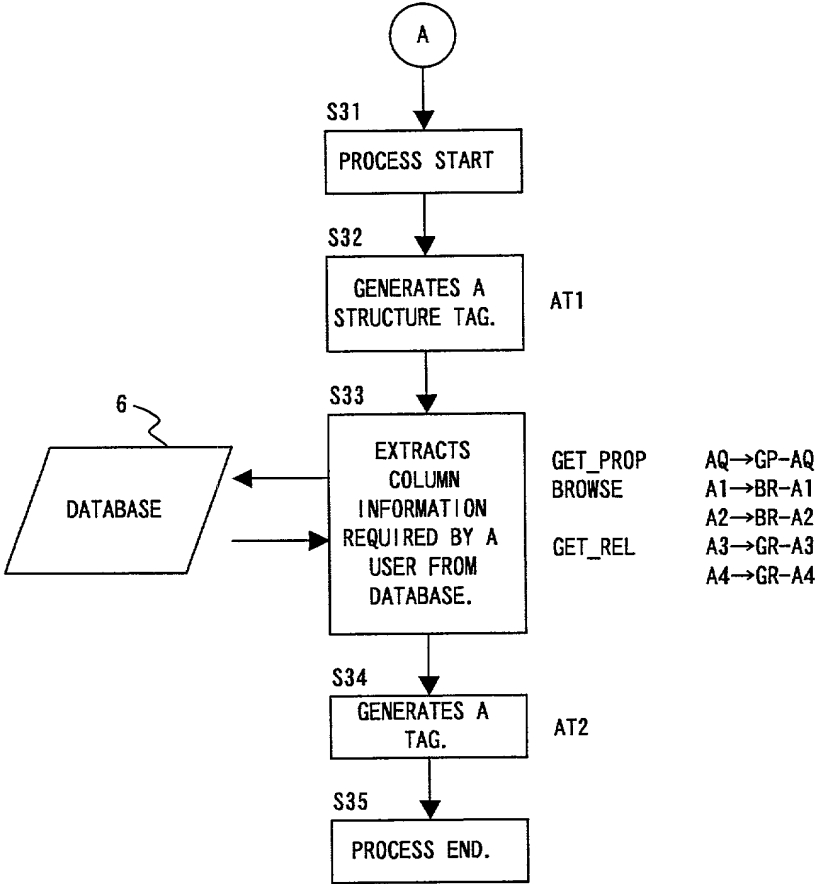 A
S31
PROCESS START
S32
GENERATES A
STRUCTURE TAG.
AT1
S33
6
DATABASE
EXTRACTS
COLUMN
INFORMATION
REQUIRED BY A
USER FROM
DATABASE.
GET_PROP AQ→GP-AQ
BROWSE A1→BR-A1
A2→BR-A2
GET_REL A3→GR-A3
A4→GR-A4
S34
GENERATES A
TAG.
AT2
S35
PROCESS END.